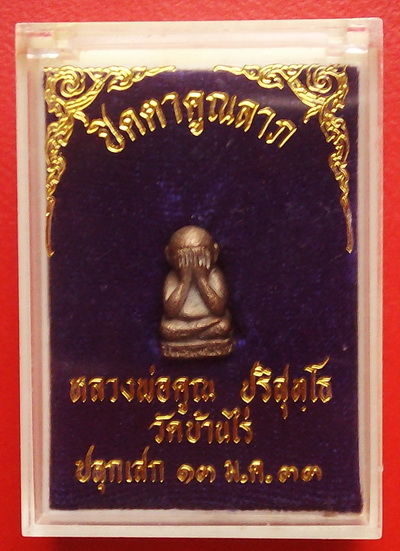 ปิดตาคูณลาภ
หลวงพ่อคูณ ปริสุทฺโธ
วัดบ้านไร่
ปลุกเสก ๑๓ ม.ค. ๓๓